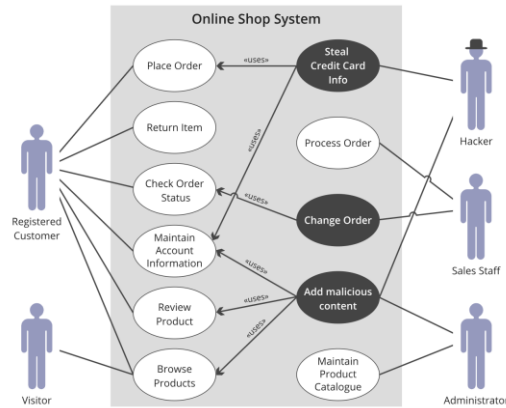 Online Shop System
Place Order
«uses»
Steal
Credit Card
Info
Return Item
«uses»
Process Order
Hacker
Check Order
Status
«uses»
Change Order
Registered
Customer
Maintain
Account
Information
«uses»
Sales Staff
Review
Product
«uses»
Add malicious
content
«uses»
Browse
Products
Maintain
Product
Catalogue
Visitor
Administrator